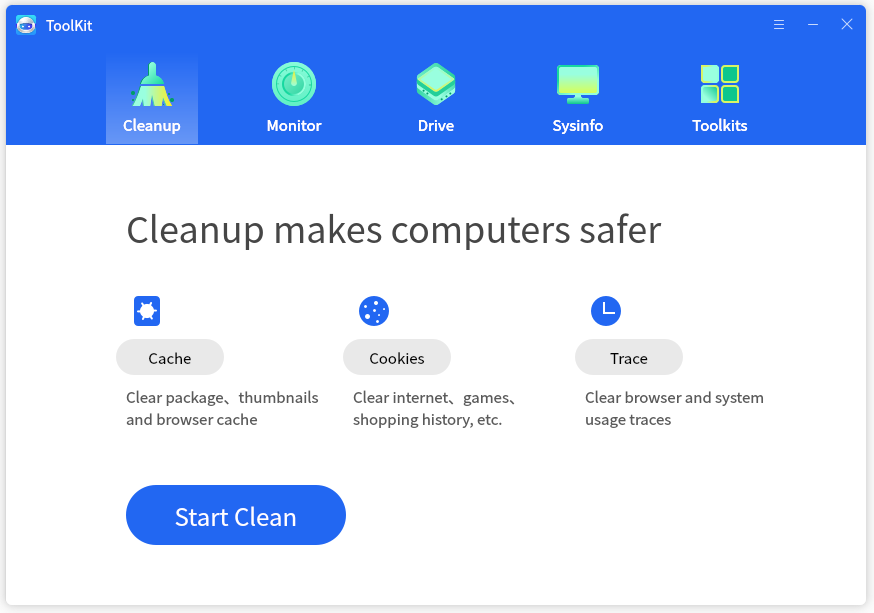 ToolKit
Cleanup
Monitor
Drive
Sysinfo
Toolkits
Cleanup makes computers safer
Cache
Cookies
Trace
Clear package、thumbnails
and browser cache
Clear internet、games、
shopping history, etc.
Clear browser and system
usage traces
Start Clean